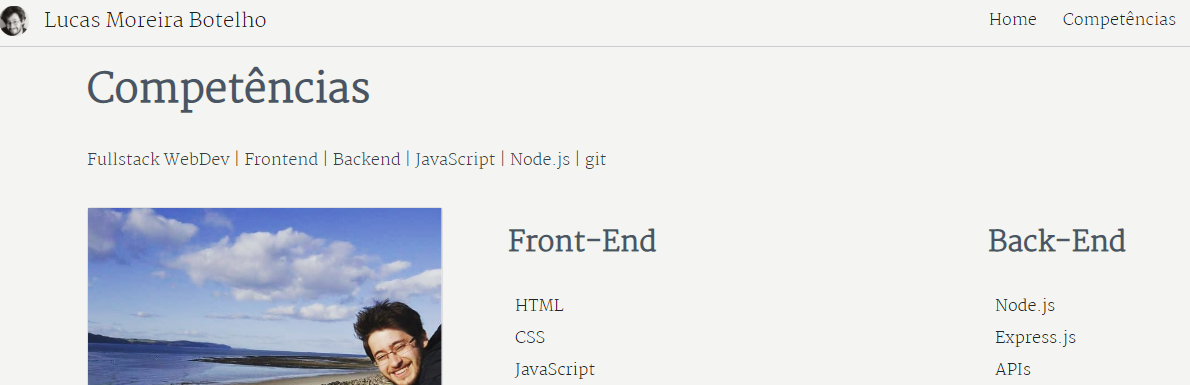 Lucas Moreira Botelho
Home
Competências
Competências
Fullstack WebDev | Frontend | Backend | JavaScript | Node.js | git
Front-End
HTML
CSS
JavaScript
Back-End
Node.js
Express.js
APIs